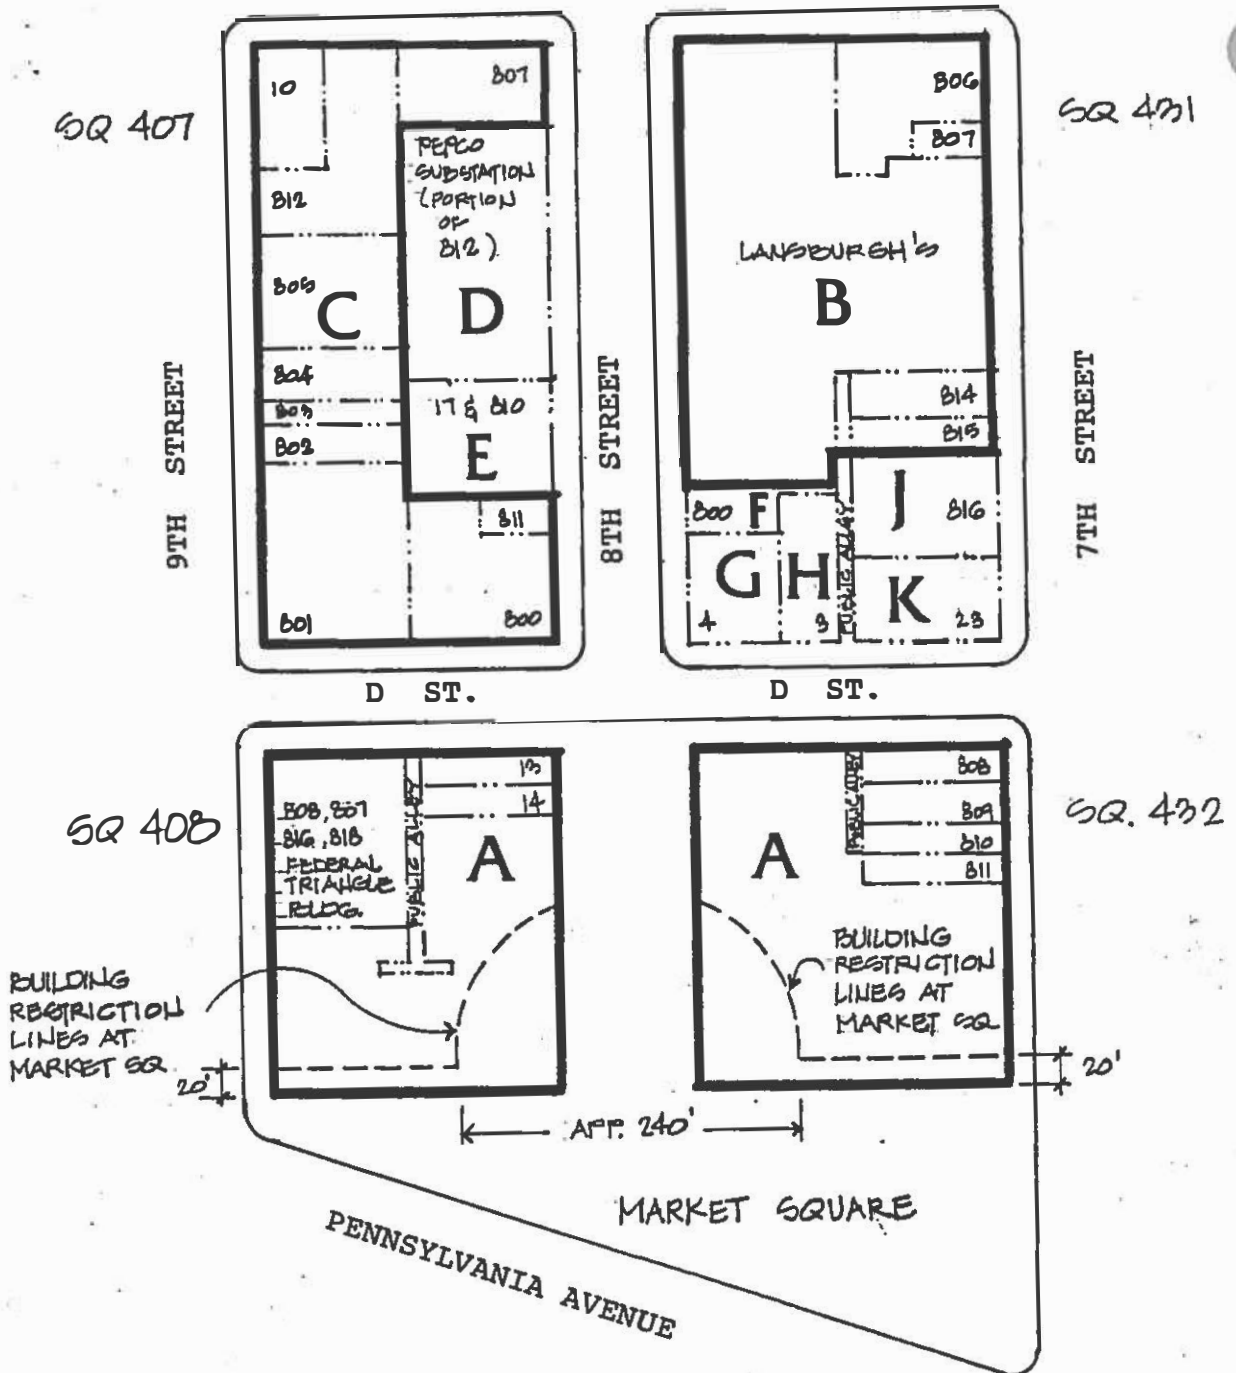 SQ 407
10
807
PEPCO
SUBSTATION
(PORTION
OF
812)
812
805
C
D
804
803
802
17 & 810
E
811
801
800
9TH STREET
8TH STREET
SQ 431
806
807
LANSBURGH'S
B
814
815
800
F
J
816
G
H
PUBLIC ALLEY
K
4
3
23
7TH STREET
D ST.
D ST.
SQ 408
808, 837
816, 818
FEDERAL
TRIANGLE
BLDG.
PUBLIC ALLEY
13
14
A
BUILDING
RESTRICTION
LINES AT
MARKET SQ.
20'
SQ. 432
A
PUBLIC ALLEY
808
809
810
811
BUILDING
RESTRICTION
LINES AT
MARKET SQ
20'
APP. 240'
MARKET SQUARE
PENNSYLVANIA AVENUE